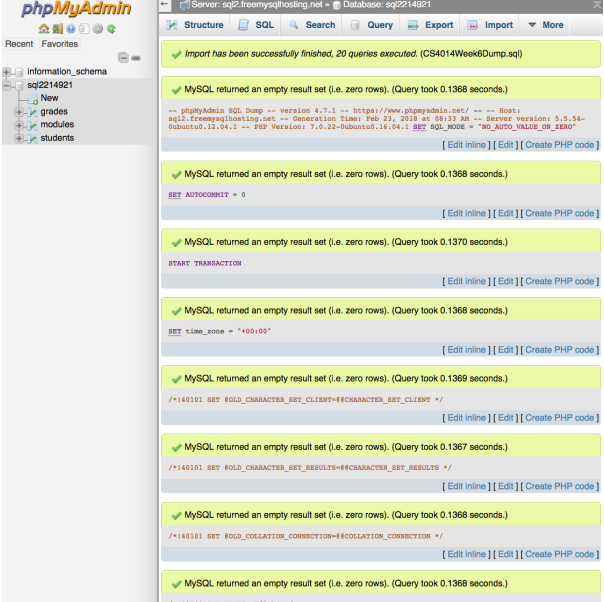 phpMyAdmin
Recent Favorites
information_schema
sql2214921
New
grades
modules
students
Server: sql2.freemysqlhosting.net » Database: sql2214921
Structure SQL Search Query Export Import More
Import has been successfully finished, 20 queries executed. (CS4014Week6Dump.sql)
MySQL returned an empty result set (i.e. zero rows). (Query took 0.1368 seconds.)
-- phpMyAdmin SQL Dump -- version 4.7.1 -- https://www.phpmyadmin.net/ -- -- Host:
sql2.freemysqlhosting.net -- Generation Time: Feb 23, 2018 at 08:33 AM -- Server version: 5.5.54-
0ubuntu0.12.04.1 -- PHP Version: 7.0.22-0ubuntu0.16.04.1 SET SQL_MODE = "NO_AUTO_VALUE_ON_ZERO"
[ Edit inline ] [ Edit ] [ Create PHP code ]
MySQL returned an empty result set (i.e. zero rows). (Query took 0.1368 seconds.)
SET AUTOCOMMIT = 0
[ Edit inline ] [ Edit ] [ Create PHP code ]
MySQL returned an empty result set (i.e. zero rows). (Query took 0.1370 seconds.)
START TRANSACTION
[ Edit inline ] [ Edit ] [ Create PHP code ]
MySQL returned an empty result set (i.e. zero rows). (Query took 0.1368 seconds.)
SET time_zone = "+00:00"
[ Edit inline ] [ Edit ] [ Create PHP code ]
MySQL returned an empty result set (i.e. zero rows). (Query took 0.1369 seconds.)
/*!40101 SET @OLD_CHARACTER_SET_CLIENT=@@CHARACTER_SET_CLIENT */
[ Edit inline ] [ Edit ] [ Create PHP code ]
MySQL returned an empty result set (i.e. zero rows). (Query took 0.1367 seconds.)
/*!40101 SET @OLD_CHARACTER_SET_RESULTS=@@CHARACTER_SET_RESULTS */
[ Edit inline ] [ Edit ] [ Create PHP code ]
MySQL returned an empty result set (i.e. zero rows). (Query took 0.1368 seconds.)
/*!40101 SET @OLD_COLLATION_CONNECTION=@@COLLATION_CONNECTION */
[ Edit inline ] [ Edit ] [ Create PHP code ]
MySQL returned an empty result set (i.e. zero rows). (Query took 0.1368 seconds.)